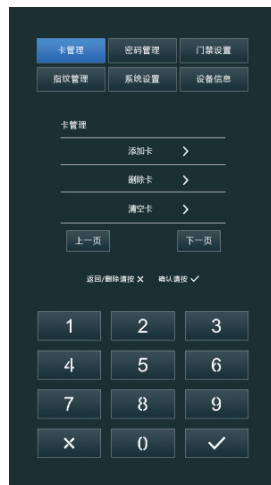 卡管理 密码管理 门禁设置
指纹管理 系统设置 设备信息
卡管理
添加卡
删除卡
清空卡
上一页 下一页
返回/删除请按 X 确认请按 ✓
1 2 3
4 5 6
7 8 9
X 0 ✓